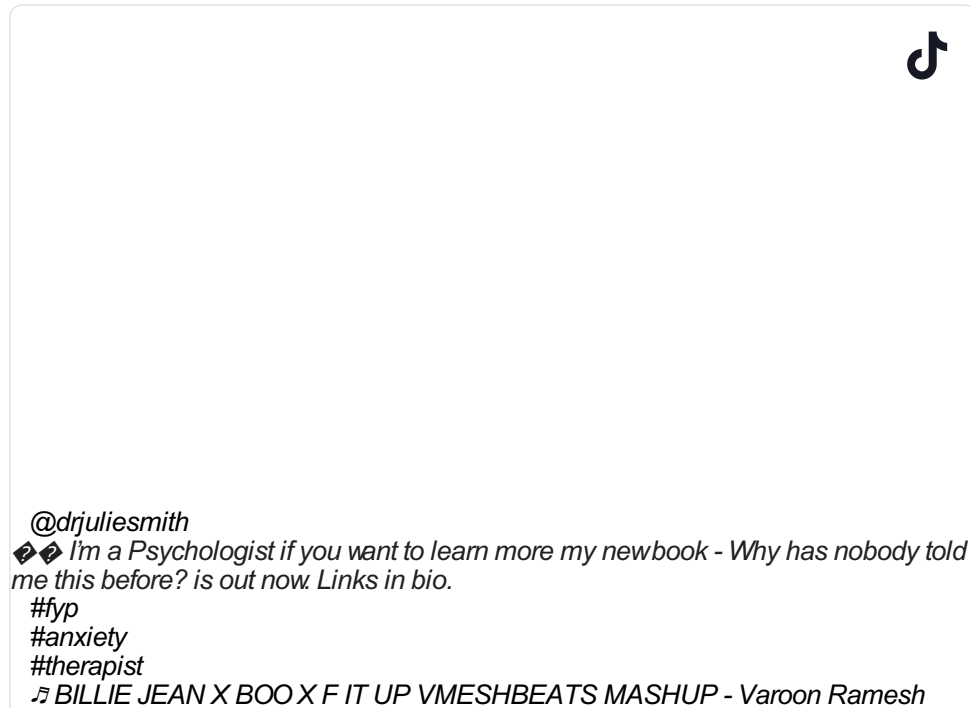 @drjuliesmith
�� I'm a Psychologist if you want to learn more my new book - Why has nobody told
me this before? is out now. Links in bio.
#fyp
#anxiety
#therapist
♬ BILLIE JEAN X BOO X F IT UP VMESHBEATS MASHUP - Varoon Ramesh